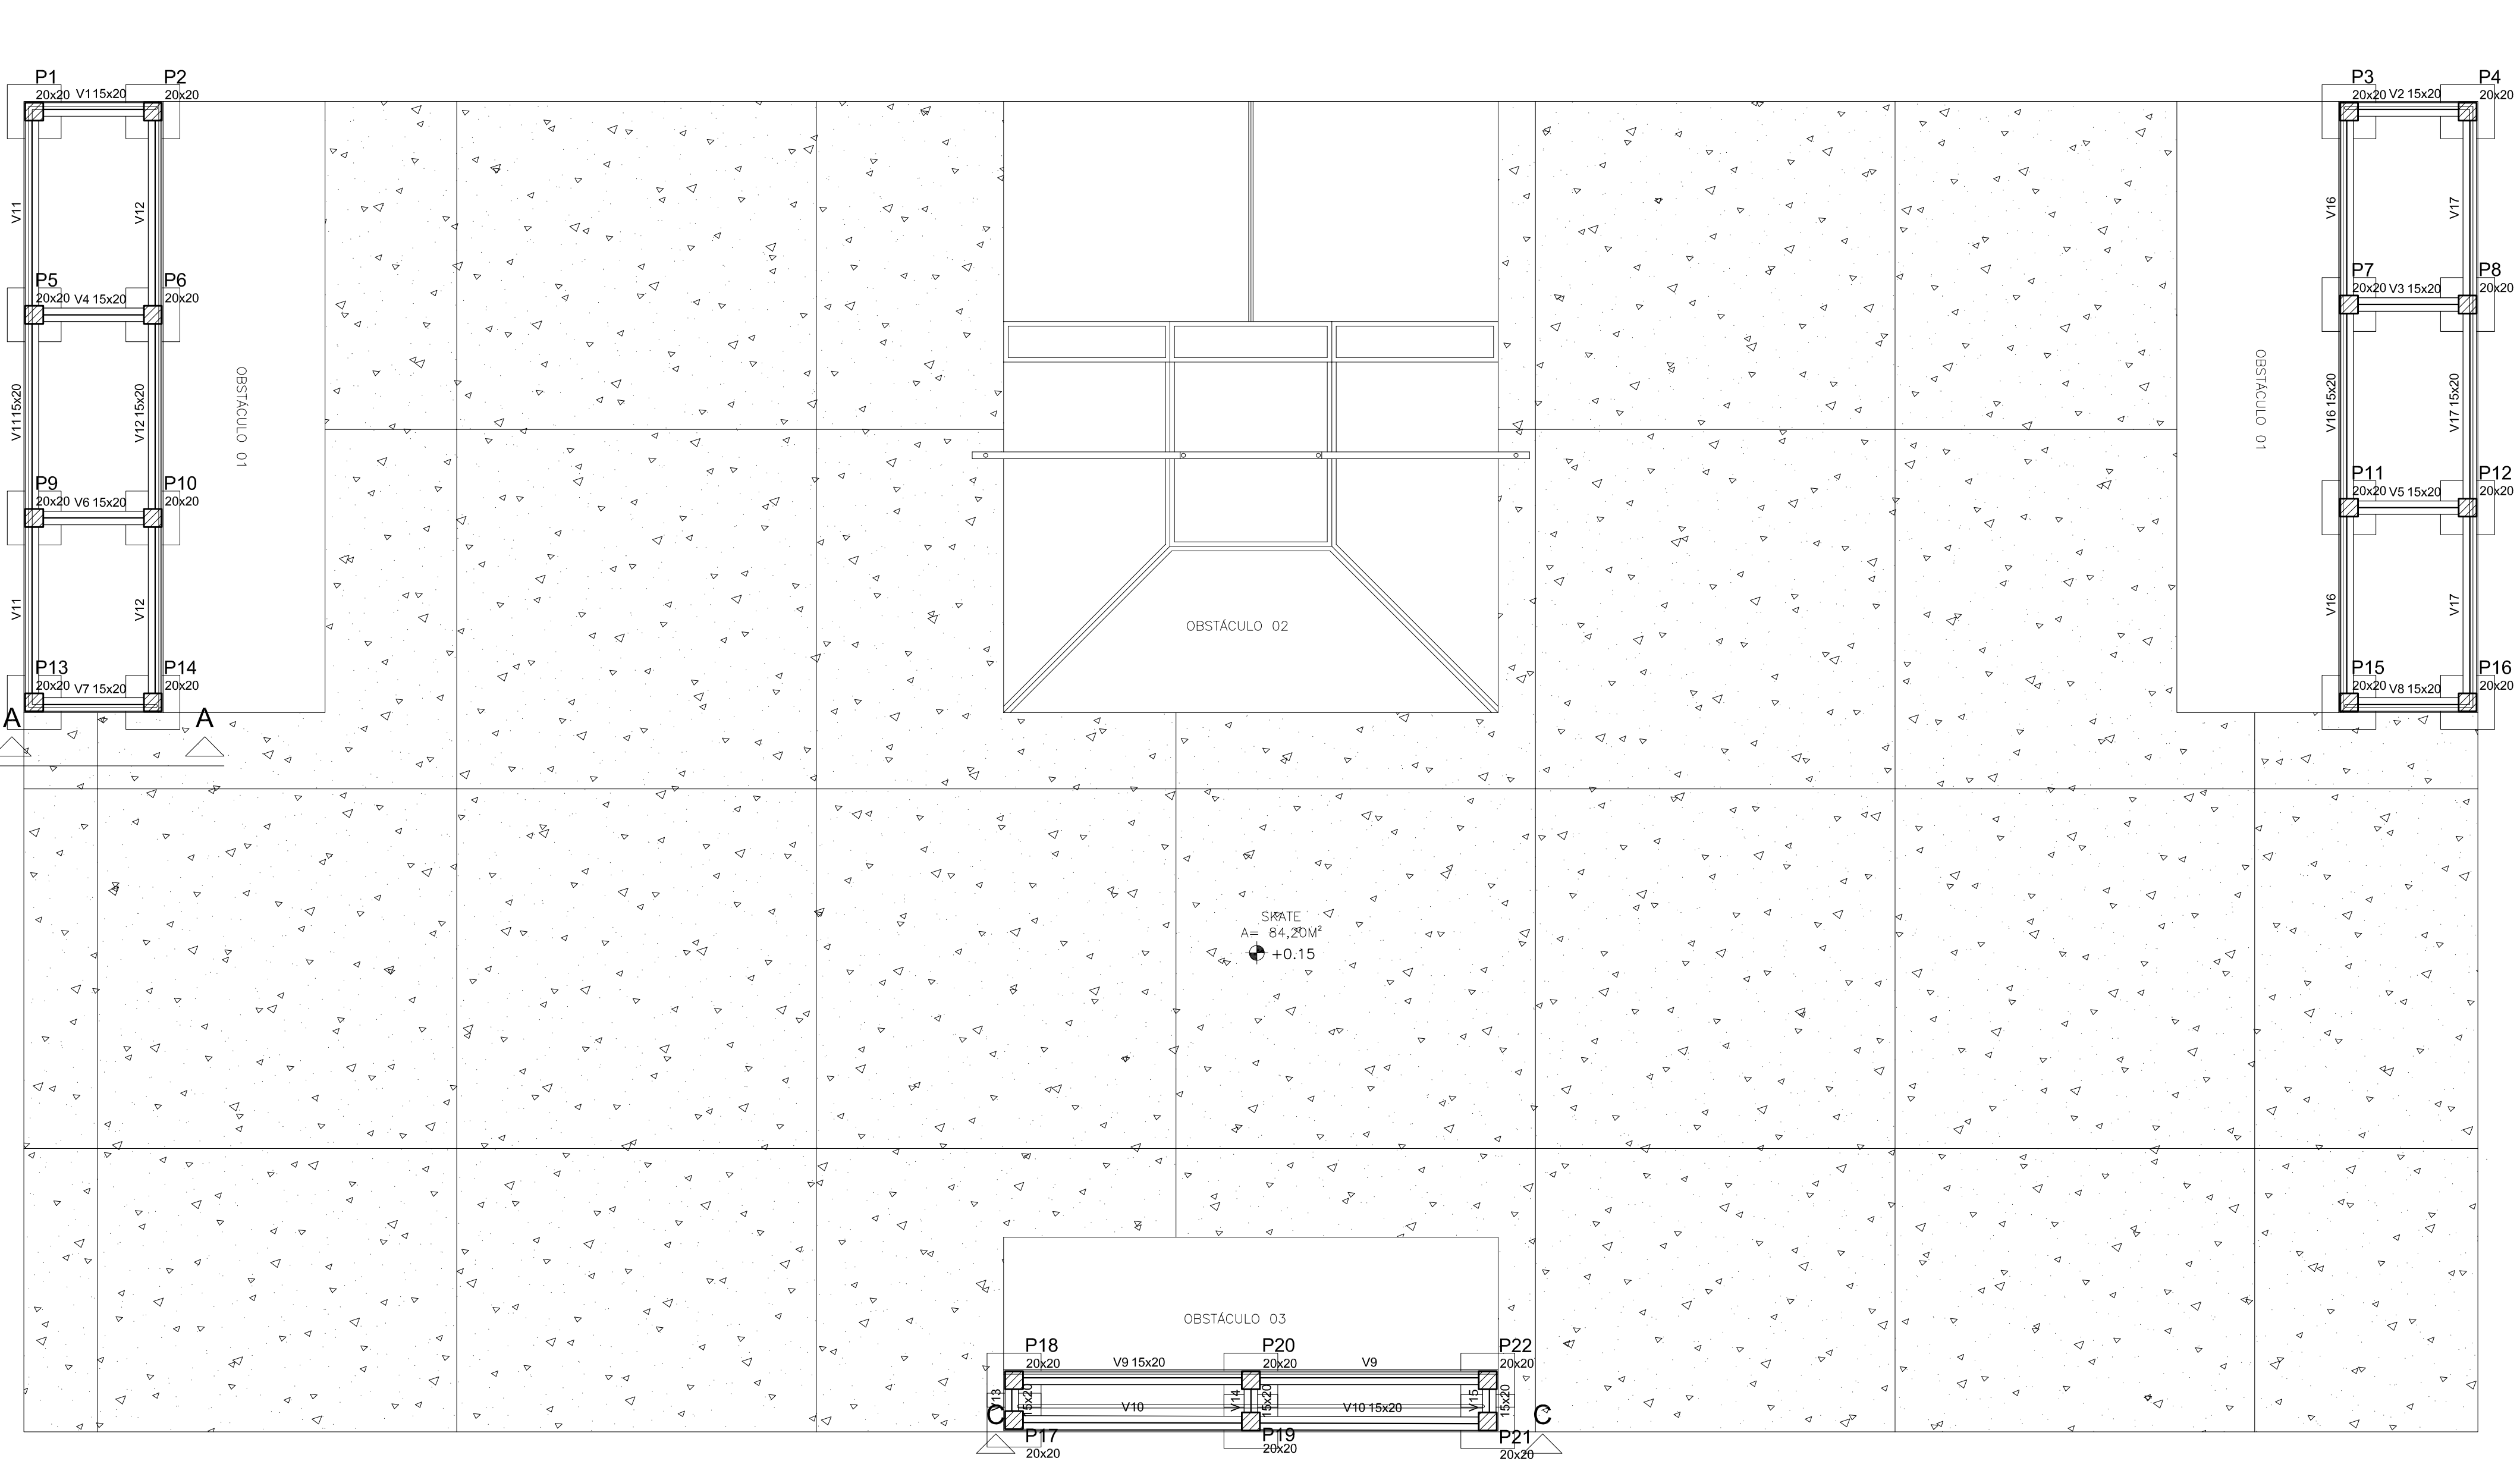 P1
20x20
V1 15x20
P2
20x20
P3
20x20
V2 15x20
P4
20x20
V11
V12
V16
V17
P5
20x20
V4 15x20
P6
20x20
P7
20x20
V3 15x20
P8
20x20
V11 15x20
V12 15x20
OBSTÁCULO 01
OBSTÁCULO 01
V16 15x20
V17 15x20
P9
20x20
V6 15x20
P10
20x20
P11
20x20
V5 15x20
P12
20x20
V11
V12
V16
V17
OBSTÁCULO 02
P13
20x20
V7 15x20
P14
20x20
P15
20x20
V8 15x20
P16
20x20
A
A
SKATE
A= 84,20M²
+0.15
OBSTÁCULO 03
P18
20x20
V9 15x20
P20
20x20
V9
P22
20x20
V13
15x20
V10
V14
15x20
V10 15x20
V15
15x20
C
C
P17
20x20
P19
20x20
P21
20x20